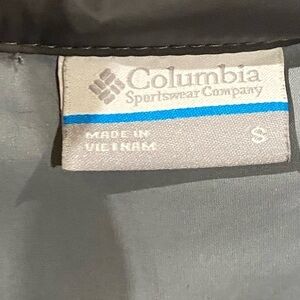 Columbia
Sportswear Company
MADE IN
VIETNAM
S